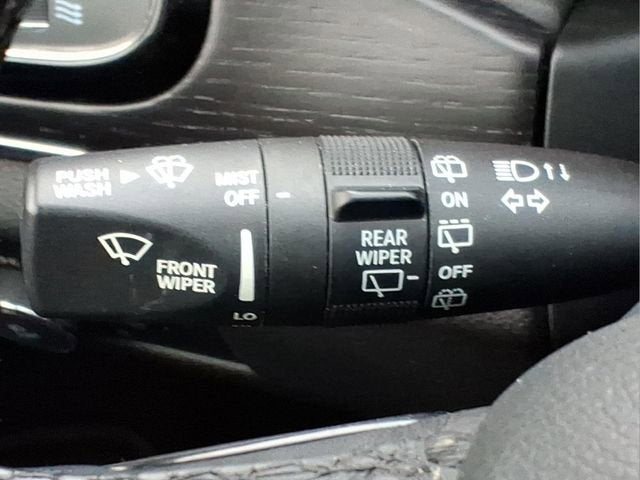 PUSH
WASH
MIST
OFF
FRONT
WIPER
LO
REAR
WIPER
ON
OFF